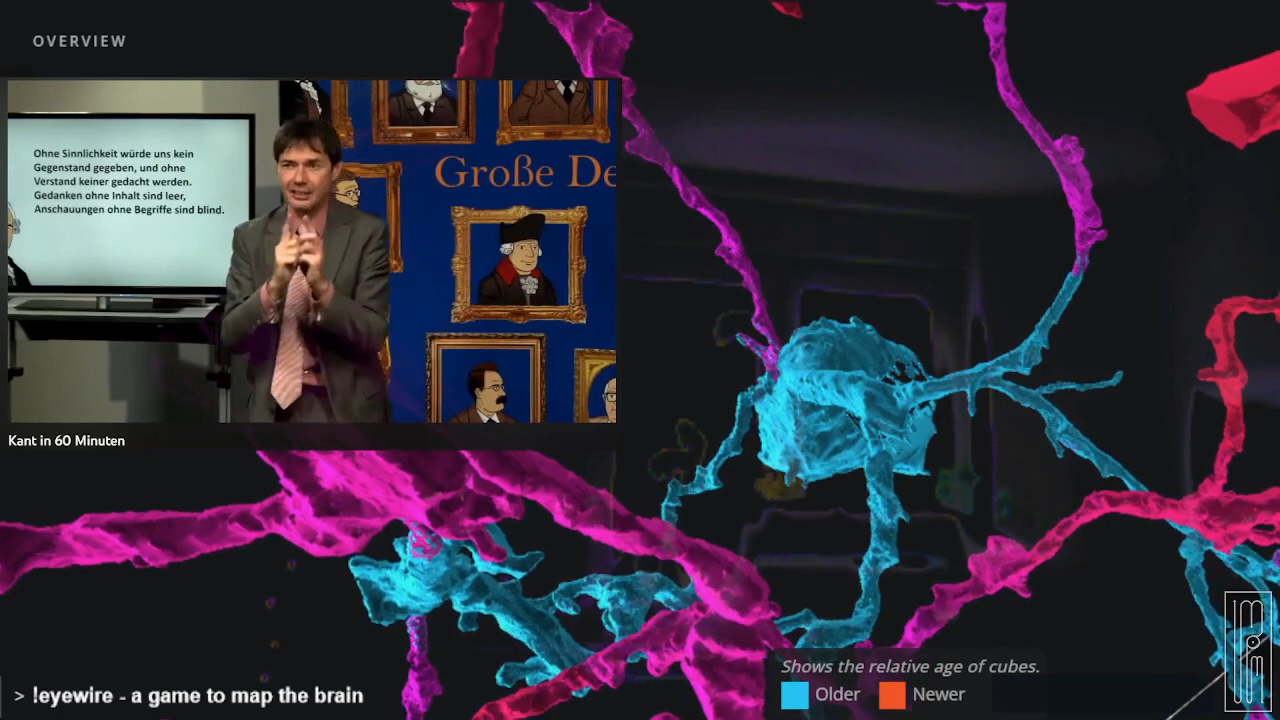 OVERVIEW
Ohne Sinnlichkeit würde uns kein
Gegenstand gegeben, und ohne
Verstand keiner gedacht werden.
Gedanken ohne Inhalt sind leer,
Anschauungen ohne Begriffe sind blind.
Große De
Kant in 60 Minuten
Shows the relative age of cubes.
Older
Newer
> !eyewire - a game to map the brain